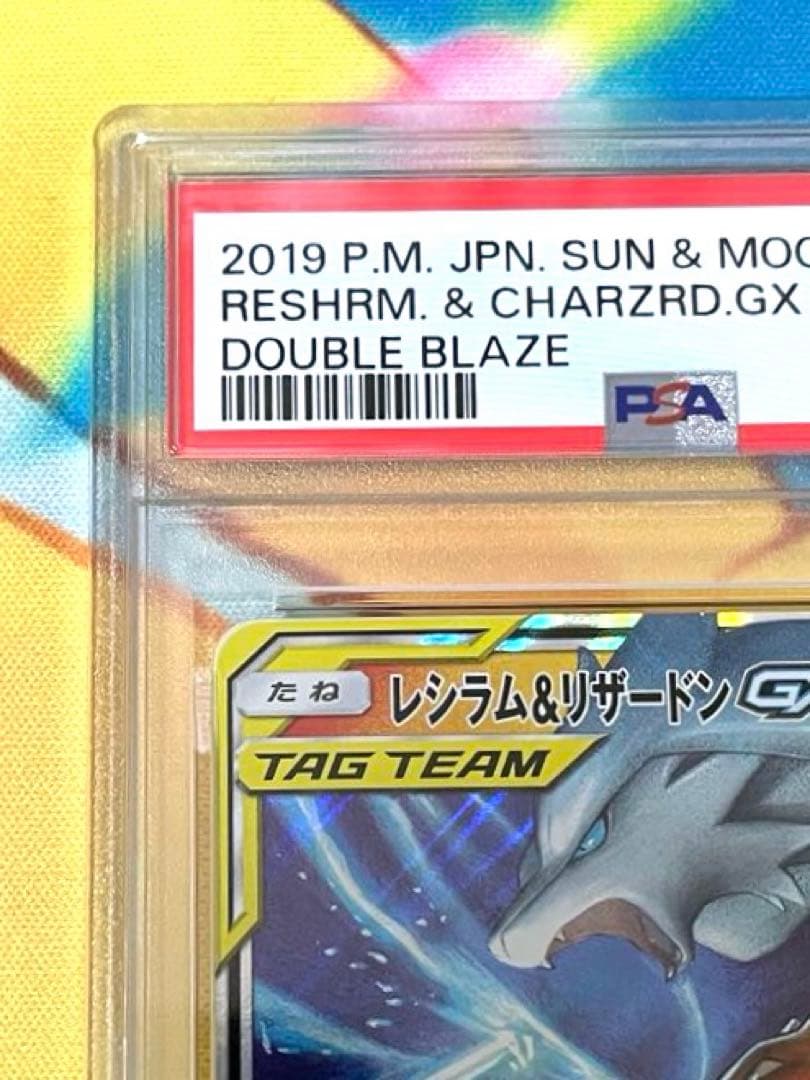 2019 P.M. JPN. SUN & MOO
RESHRM. & CHARZRD.GX
DOUBLE BLAZE
PSA
たね レシラム&リザードン GX
TAG TEAM